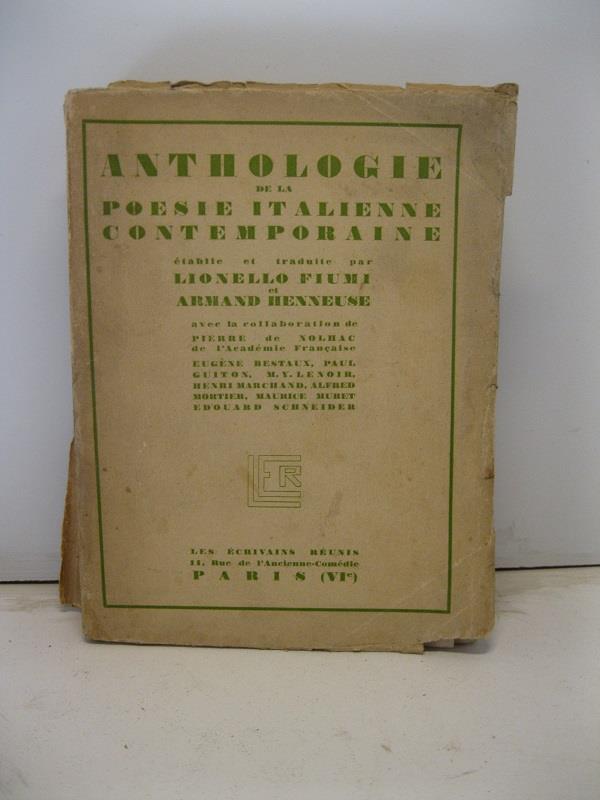 ANTHOLOGIE
DE LA
POESIE ITALIENNE
CONTEMPORAINE
établie et traduite par
LIONELLO FIUMI
et
ARMAND HENNEUSE
avec la collaboration de
PIERRE de NOLHAC
de l'Académie Française
EUGÈNE BESTAUX, PAUL
GUITON, M.Y. LENOIR,
HENRI MARCHAND, ALFRED
MORTIER, MAURICE MURET
EDOUARD SCHNEIDER
LER
LES ÉCRIVAINS RÉUNIS
11, Rue de l'Ancienne-Comédie
PARIS (VIe)